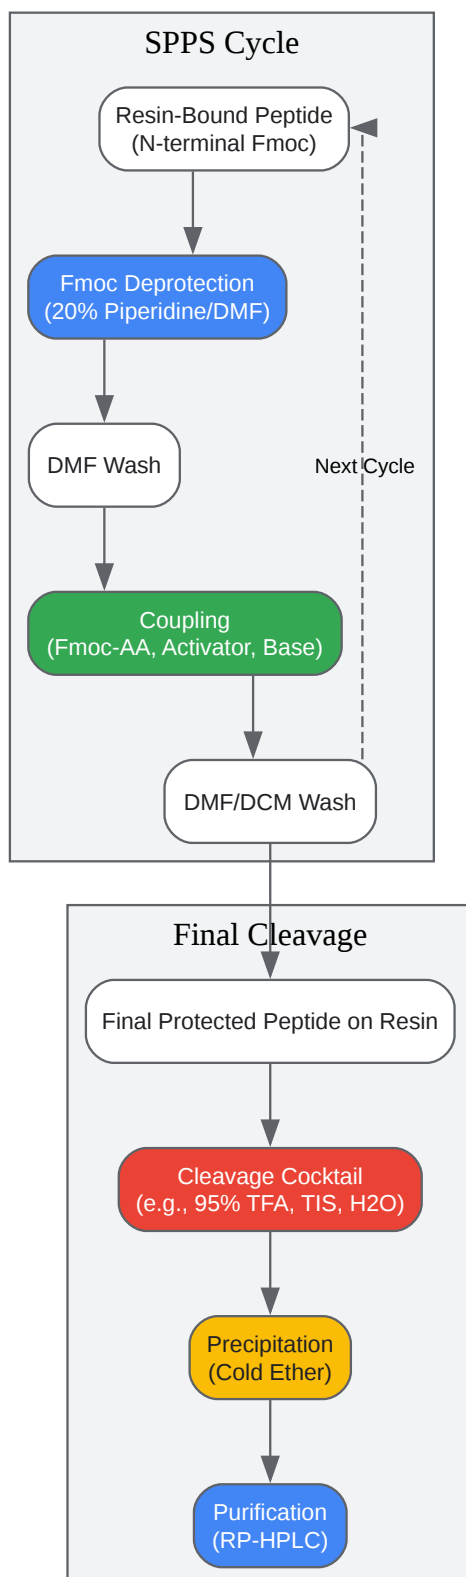 SPPS Cycle
Resin-Bound Peptide
(N-terminal Fmoc)
Fmoc Deprotection
(20% Piperidine/DMF)
DMF Wash
Next Cycle
Coupling
(Fmoc-AA, Activator, Base)
DMF/DCM Wash
Final Cleavage
Final Protected Peptide on Resin
Cleavage Cocktail
(e.g., 95% TFA, TIS, H2O)
Precipitation
(Cold Ether)
Purification
(RP-HPLC)